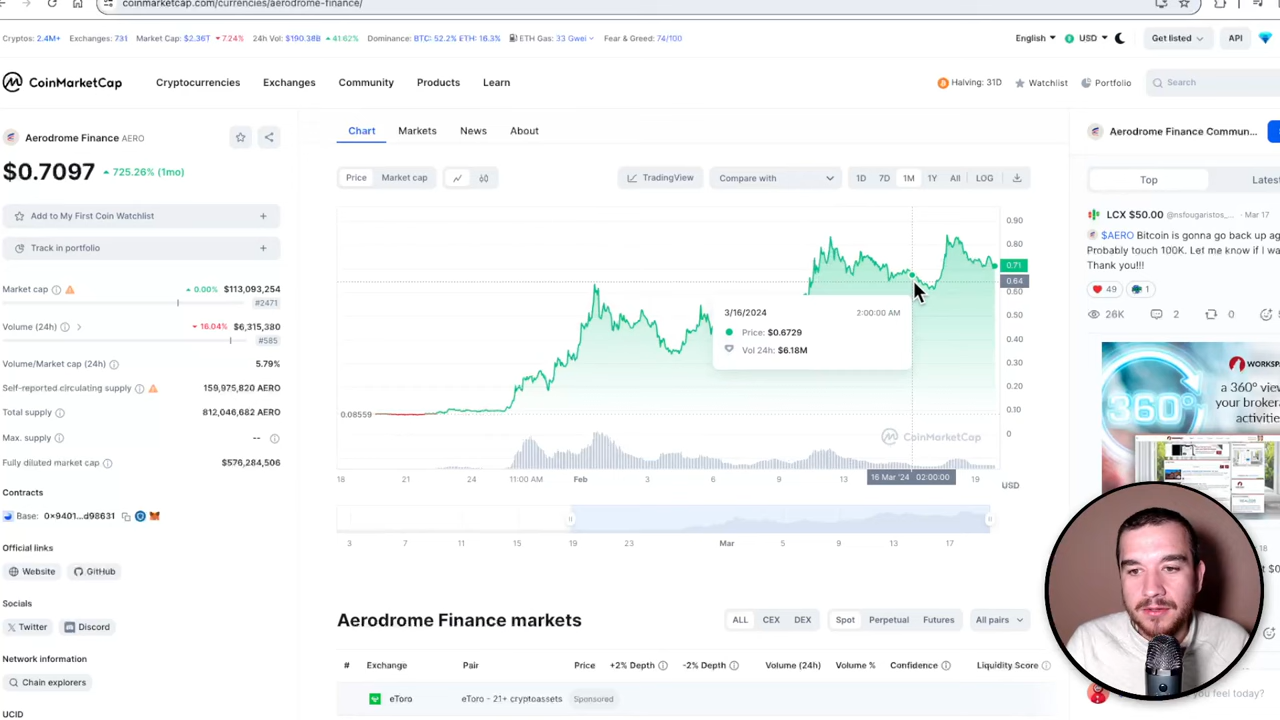 coinmarketcap.com/currencies/aerodrome-finance/
Cryptos: 2.4M+ Exchanges: 731 Market Cap: $2.36T 7.24% 24h Vol: $190.38B 41.62% Dominance: BTC: 52.2% ETH: 16.3% ETH Gas: 33 Gwei Fear & Greed: 74/100 English USD Get listed API
CoinMarketCap Cryptocurrencies Exchanges Community Products Learn Halving: 31D Watchlist Portfolio Search
Aerodrome Finance AERO
$0.7097 725.26% (1mo)
Add to My First Coin Watchlist +
Track in portfolio +
Market cap $113,093,254
0.00%
#2471
Volume (24h) $6,315,380
16.04%
#585
Volume/Market cap (24h) 5.79%
Self-reported circulating supply 159,975,820 AERO
Total supply 812,046,682 AERO
Max. supply --
Fully diluted market cap $576,284,506
Contracts
Base: 0x9401...d98631
Official links
Website GitHub
Socials
Twitter Discord
Network information
Chain explorers
UCID
Chart Markets News About
Price Market cap TradingView Compare with 1D 7D 1M 1Y All LOG
0.90
0.80
0.71
0.64
0.60
0.50
0.40
0.30
0.20
0.10
0
3/16/2024 2:00:00 AM
Price: $0.6729
Vol 24h: $6.18M
0.08559
CoinMarketCap
16 Mar '24 02:00:00
18 21 24 11:00 AM Feb 3 6 9 13 19 USD
3 7 11 15 19 23 Mar 5 9 13 17
Aerodrome Finance markets ALL CEX DEX Spot Perpetual Futures All pairs
# Exchange Pair Price +2% Depth -2% Depth Volume (24h) Volume % Confidence Liquidity Score
eToro eToro - 21+ cryptoassets Sponsored
Aerodrome Finance Commun...
Top Latest
LCX $50.00 @nsfougaristos_... · Mar 17
$AERO Bitcoin is gonna go back up
Probably touch 100K. Let me know if I
Thank you!!!
49 1
26K 2 0
WORKSP
a 360° view
your broker
activities
360°
you feel today?